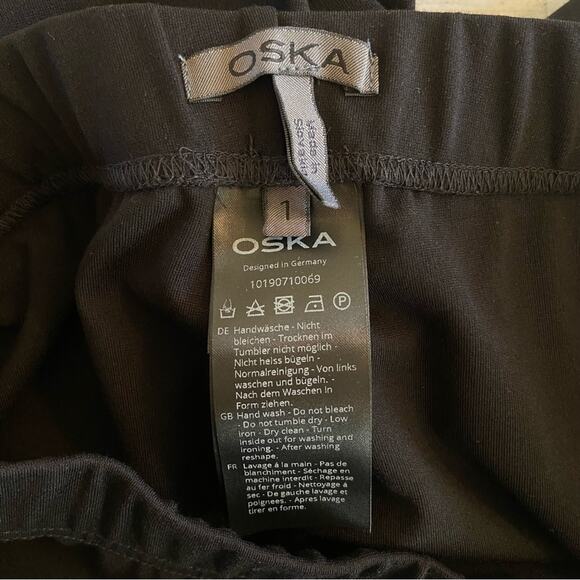 OSKA
Made in
Slovakia
1
OSKA
Designed in Germany
10190710069
P
DE Handwäsche - Nicht
bleichen - Trocknen im
Tumbler nicht möglich -
Nicht heiss bügeln -
Normalreinigung - Von links
waschen und bügeln. -
Nach dem Waschen in
Form ziehen.
GB Hand wash - Do not bleach
- Do not tumble dry - Low
iron - Dry clean - Turn
inside out for washing and
ironing. - After washing
reshape.
FR Lavage à la main - Pas de
blanchiment - Séchage en
machine interdit - Repasse
au fer froid - Nettoyage à
sec - De gauche lavage et
poignees. - Apres lavage
tirer en forme.